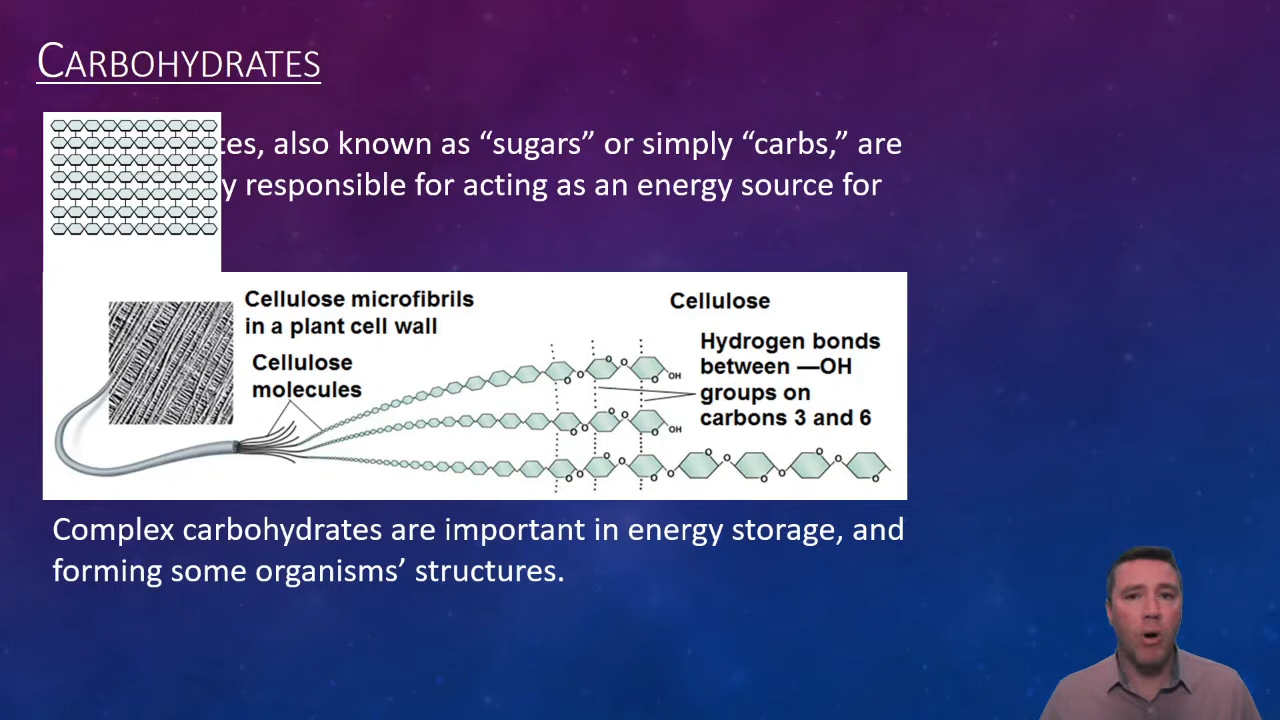 CARBOHYDRATES
tes, also known as “sugars” or simply “carbs,” are
y responsible for acting as an energy source for
Cellulose microfibrils
in a plant cell wall
Cellulose
molecules
Cellulose
Hydrogen bonds
between —OH
groups on
carbons 3 and 6
O O O O OH
O O O O OH
O O O O O O O O O O O
Complex carbohydrates are important in energy storage, and
forming some organisms’ structures.